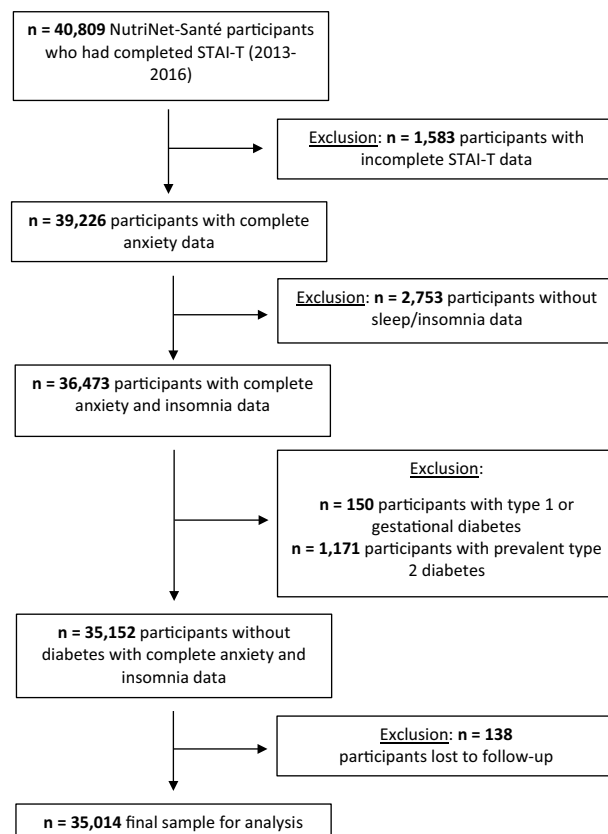 n = 40,809 NutriNet-Santé participants
who had completed STAI-T (2013-
2016)
Exclusion: n = 1,583 participants with
incomplete STAI-T data
n = 39,226 participants with complete
anxiety data
Exclusion: n = 2,753 participants without
sleep/insomnia data
n = 36,473 participants with complete
anxiety and insomnia data
Exclusion:
n = 150 participants with type 1 or
gestational diabetes
n = 1,171 participants with prevalent type
2 diabetes
n = 35,152 participants without
diabetes with complete anxiety and
insomnia data
Exclusion: n = 138
participants lost to follow-up
n = 35,014 final sample for analysis